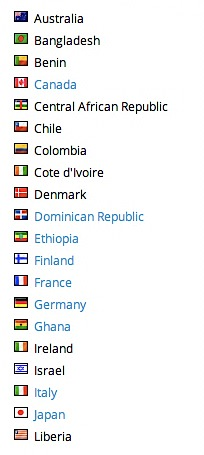 Australia
Bangladesh
Benin
Canada
Central African Republic
Chile
Colombia
Cote d'Ivoire
Denmark
Dominican Republic
Ethiopia
Finland
France
Germany
Ghana
Ireland
Israel
Italy
Japan
Liberia